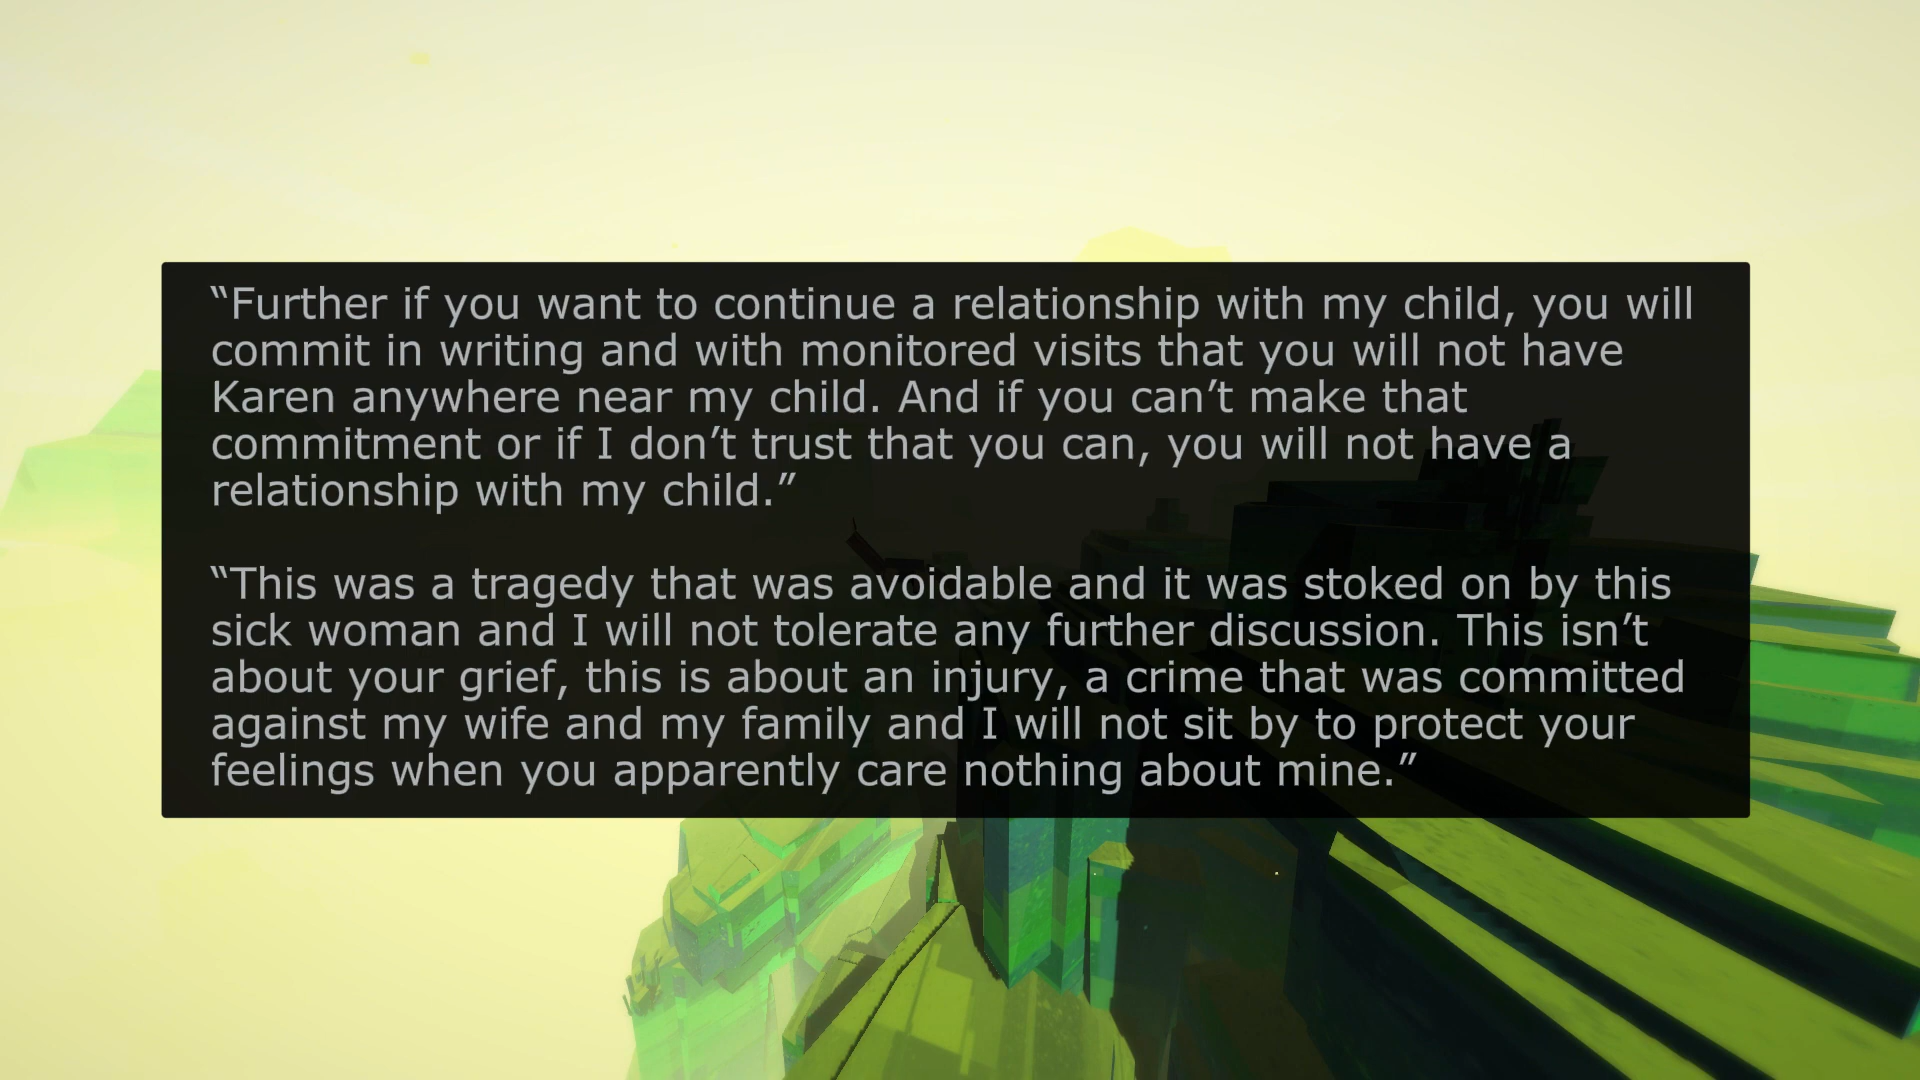 “Further if you want to continue a relationship with my child, you will
commit in writing and with monitored visits that you will not have
Karen anywhere near my child. And if you can’t make that
commitment or if I don’t trust that you can, you will not have a
relationship with my child.”
“This was a tragedy that was avoidable and it was stoked on by this
sick woman and I will not tolerate any further discussion. This isn’t
about your grief, this is about an injury, a crime that was committed
against my wife and my family and I will not sit by to protect your
feelings when you apparently care nothing about mine.”